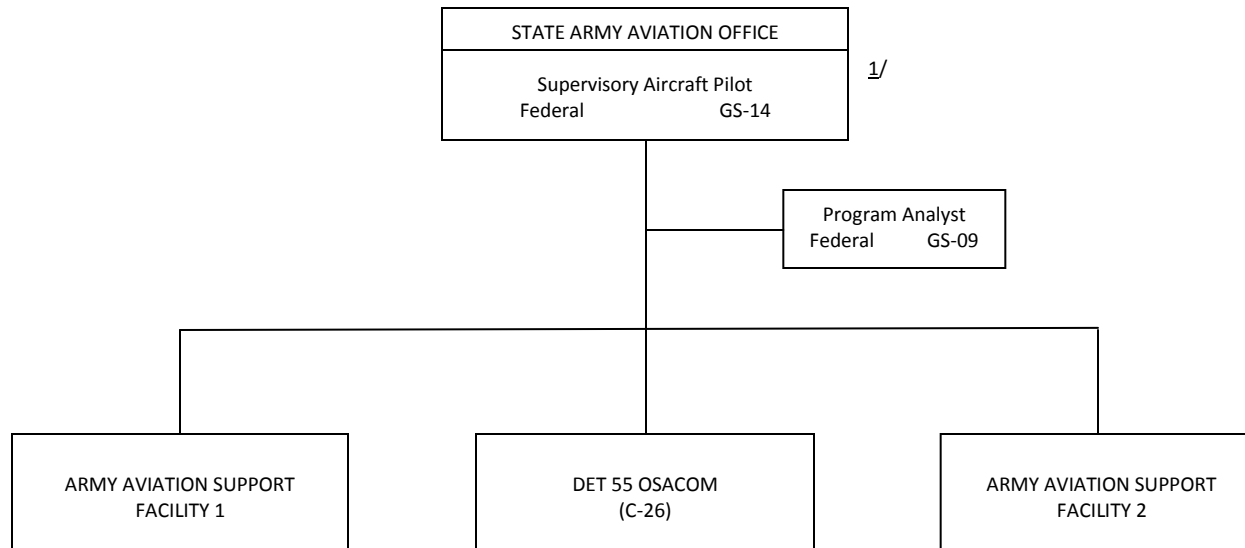 STATE ARMY AVIATION OFFICE
Supervisory Aircraft Pilot
Federal GS-14
1/
Program Analyst
Federal GS-09
ARMY AVIATION SUPPORT
FACILITY 1
DET 55 OSACOM
(C-26)
ARMY AVIATION SUPPORT
FACILITY 2